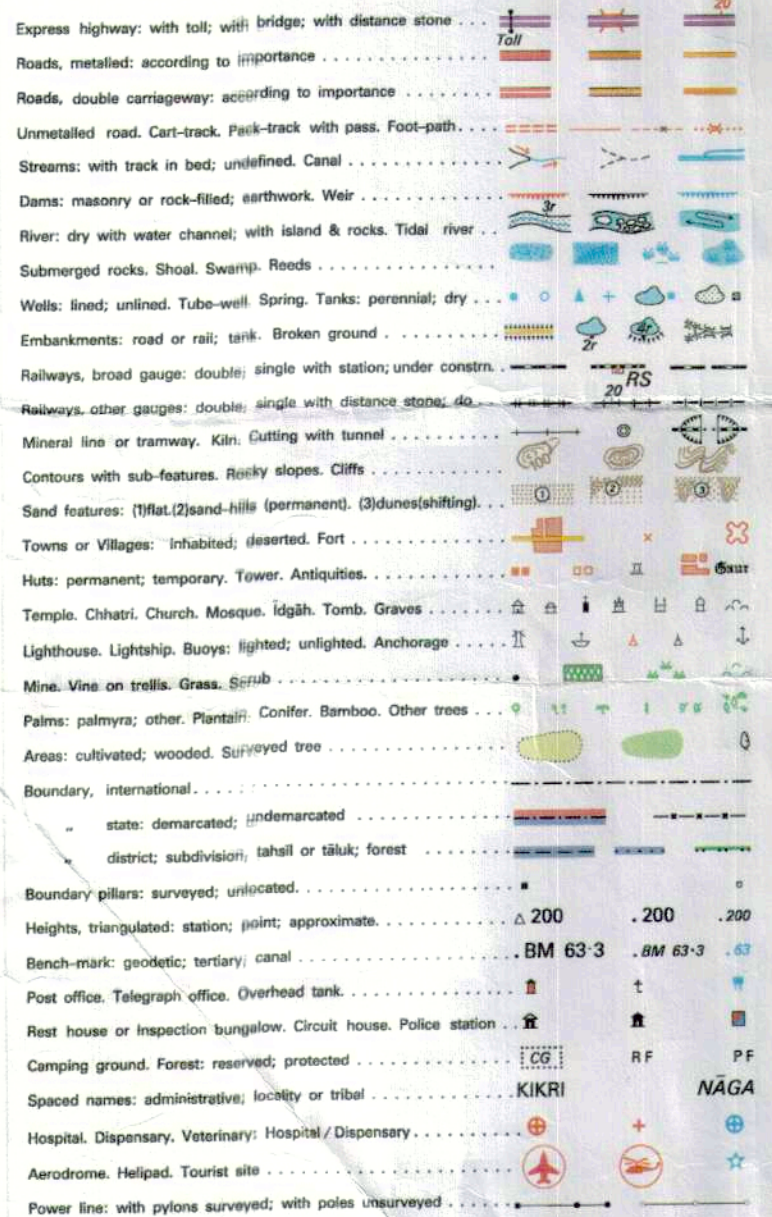 Express highway: with toll; with bridge; with distance stone . . . Toll 20
Roads, metalled: according to importance
Roads, double carriageway: according to importance
Unmetalled road. Cart-track. Pack-track with pass. Foot-path
Streams: with track in bed; undefined. Canal
Dams: masonry or rock-filled; earthwork. Weir
River: dry with water channel; with island & rocks. Tidal river 3r
Submerged rocks. Shoal. Swamp. Reeds
Wells: lined; unlined. Tube-well. Spring. Tanks: perennial; dry
Embankments: road or rail; tank. Broken ground 2r 4r
Railways, broad gauge: double; single with station; under constrn. RS
Railways, other gauges: double; single with distance stone; do 20
Mineral line or tramway. Kiln. Cutting with tunnel
Contours with sub-features. Rocky slopes. Cliffs 100
Sand features: (1)flat.(2)sand-hills (permanent). (3)dunes(shifting). 1 2 3
Towns or Villages: inhabited; deserted. Fort
Huts: permanent; temporary. Tower. Antiquities. Gaur
Temple. Chhatri. Church. Mosque. Īdgāh. Tomb. Graves
Lighthouse. Lightship. Buoys: lighted; unlighted. Anchorage
Mine. Vine on trellis. Grass. Scrub
Palms: palmyra; other. Plantain. Conifer. Bamboo. Other trees
Areas: cultivated; wooded. Surveyed tree
Boundary, international
" state: demarcated; undemarcated
" district; subdivision; tahsil or tāluk; forest
Boundary pillars: surveyed; unlocated.
Heights, triangulated: station; point; approximate. 200 .200 .200
Bench-mark: geodetic; tertiary; canal .BM 63·3 .BM 63·3 .63
Post office. Telegraph office. Overhead tank. t
Rest house or Inspection bungalow. Circuit house. Police station
Camping ground. Forest: reserved; protected CG RF PF
Spaced names: administrative; locality or tribal KIKRI NĀGA
Hospital. Dispensary. Veterinary: Hospital / Dispensary
Aerodrome. Helipad. Tourist site
Power line: with pylons surveyed; with poles unsurveyed